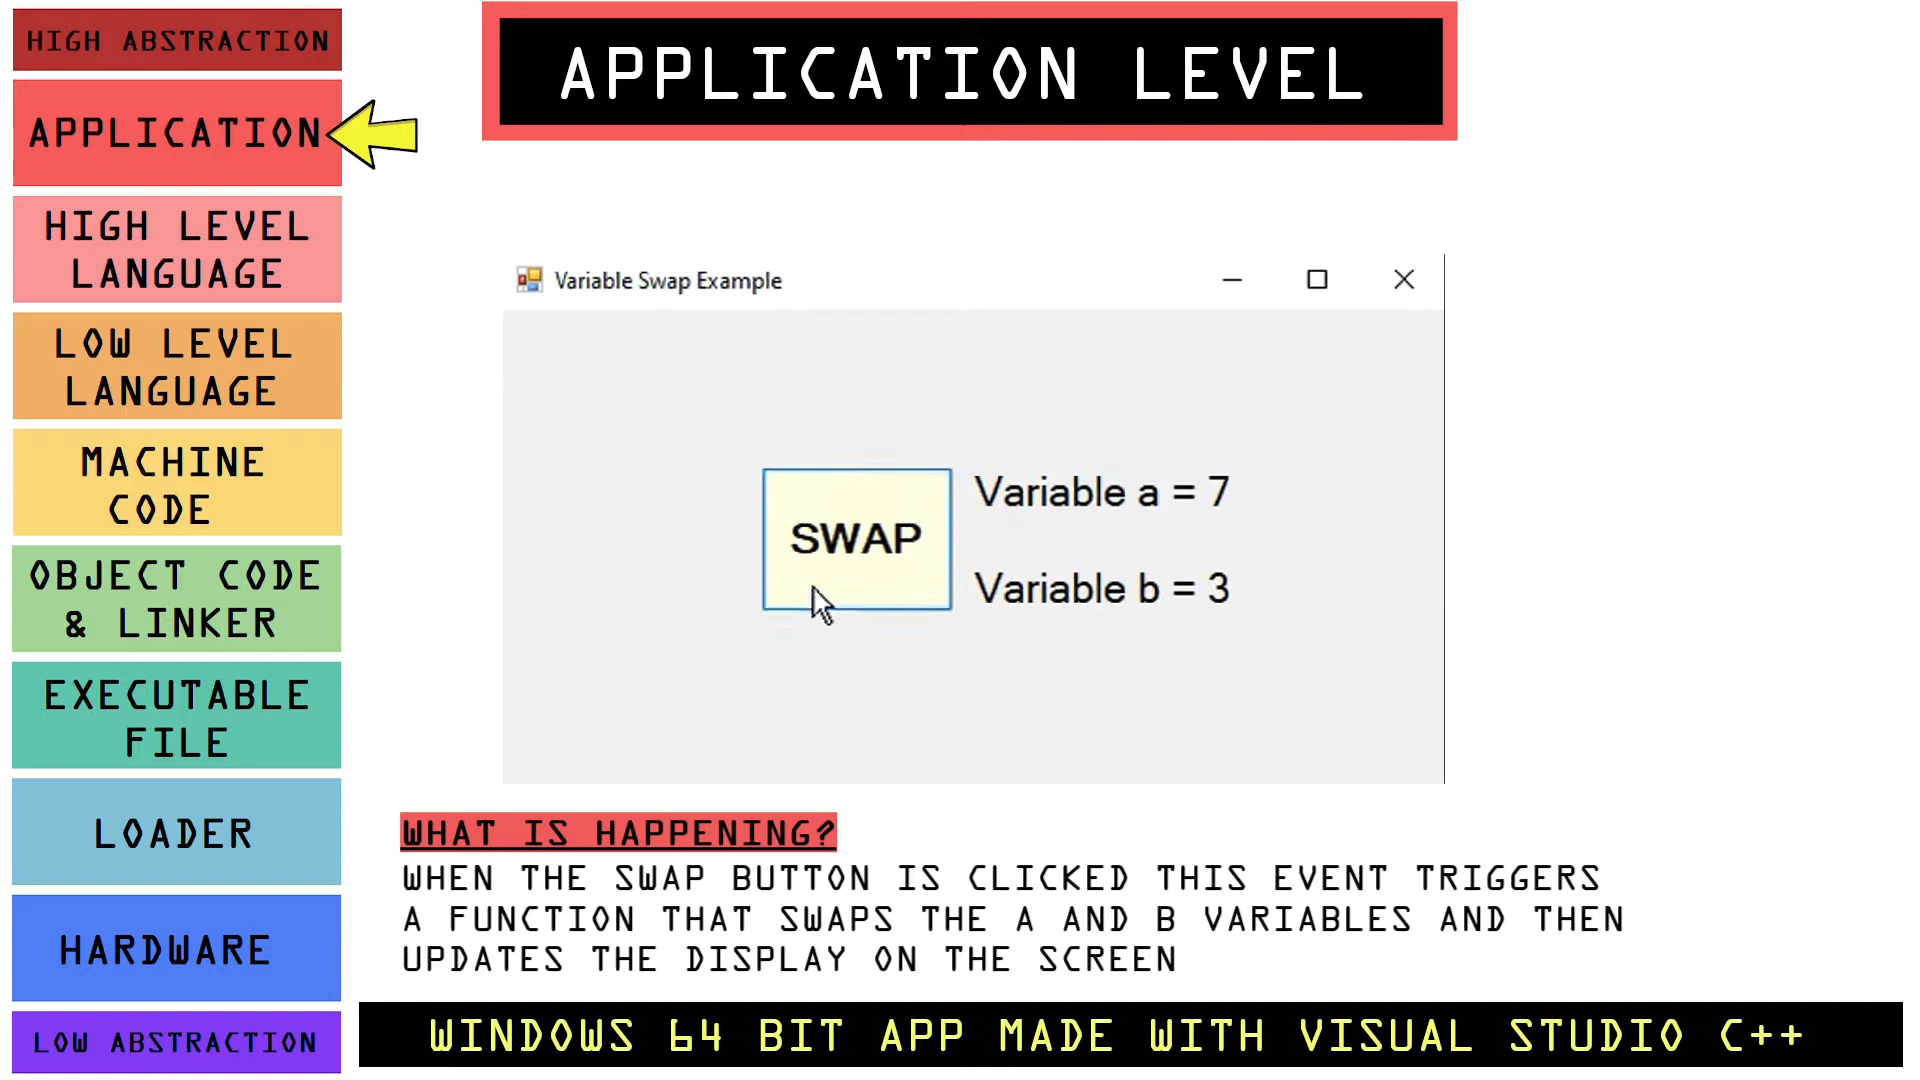 HIGH ABSTRACTION
APPLICATION
HIGH LEVEL
LANGUAGE
LOW LEVEL
LANGUAGE
MACHINE
CODE
OBJECT CODE
& LINKER
EXECUTABLE
FILE
LOADER
HARDWARE
LOW ABSTRACTION
APPLICATION LEVEL
Variable Swap Example
SWAP
Variable a = 7
Variable b = 3
WHAT IS HAPPENING?
WHEN THE SWAP BUTTON IS CLICKED THIS EVENT TRIGGERS
A FUNCTION THAT SWAPS THE A AND B VARIABLES AND THEN
UPDATES THE DISPLAY ON THE SCREEN
WINDOWS 64 BIT APP MADE WITH VISUAL STUDIO C++